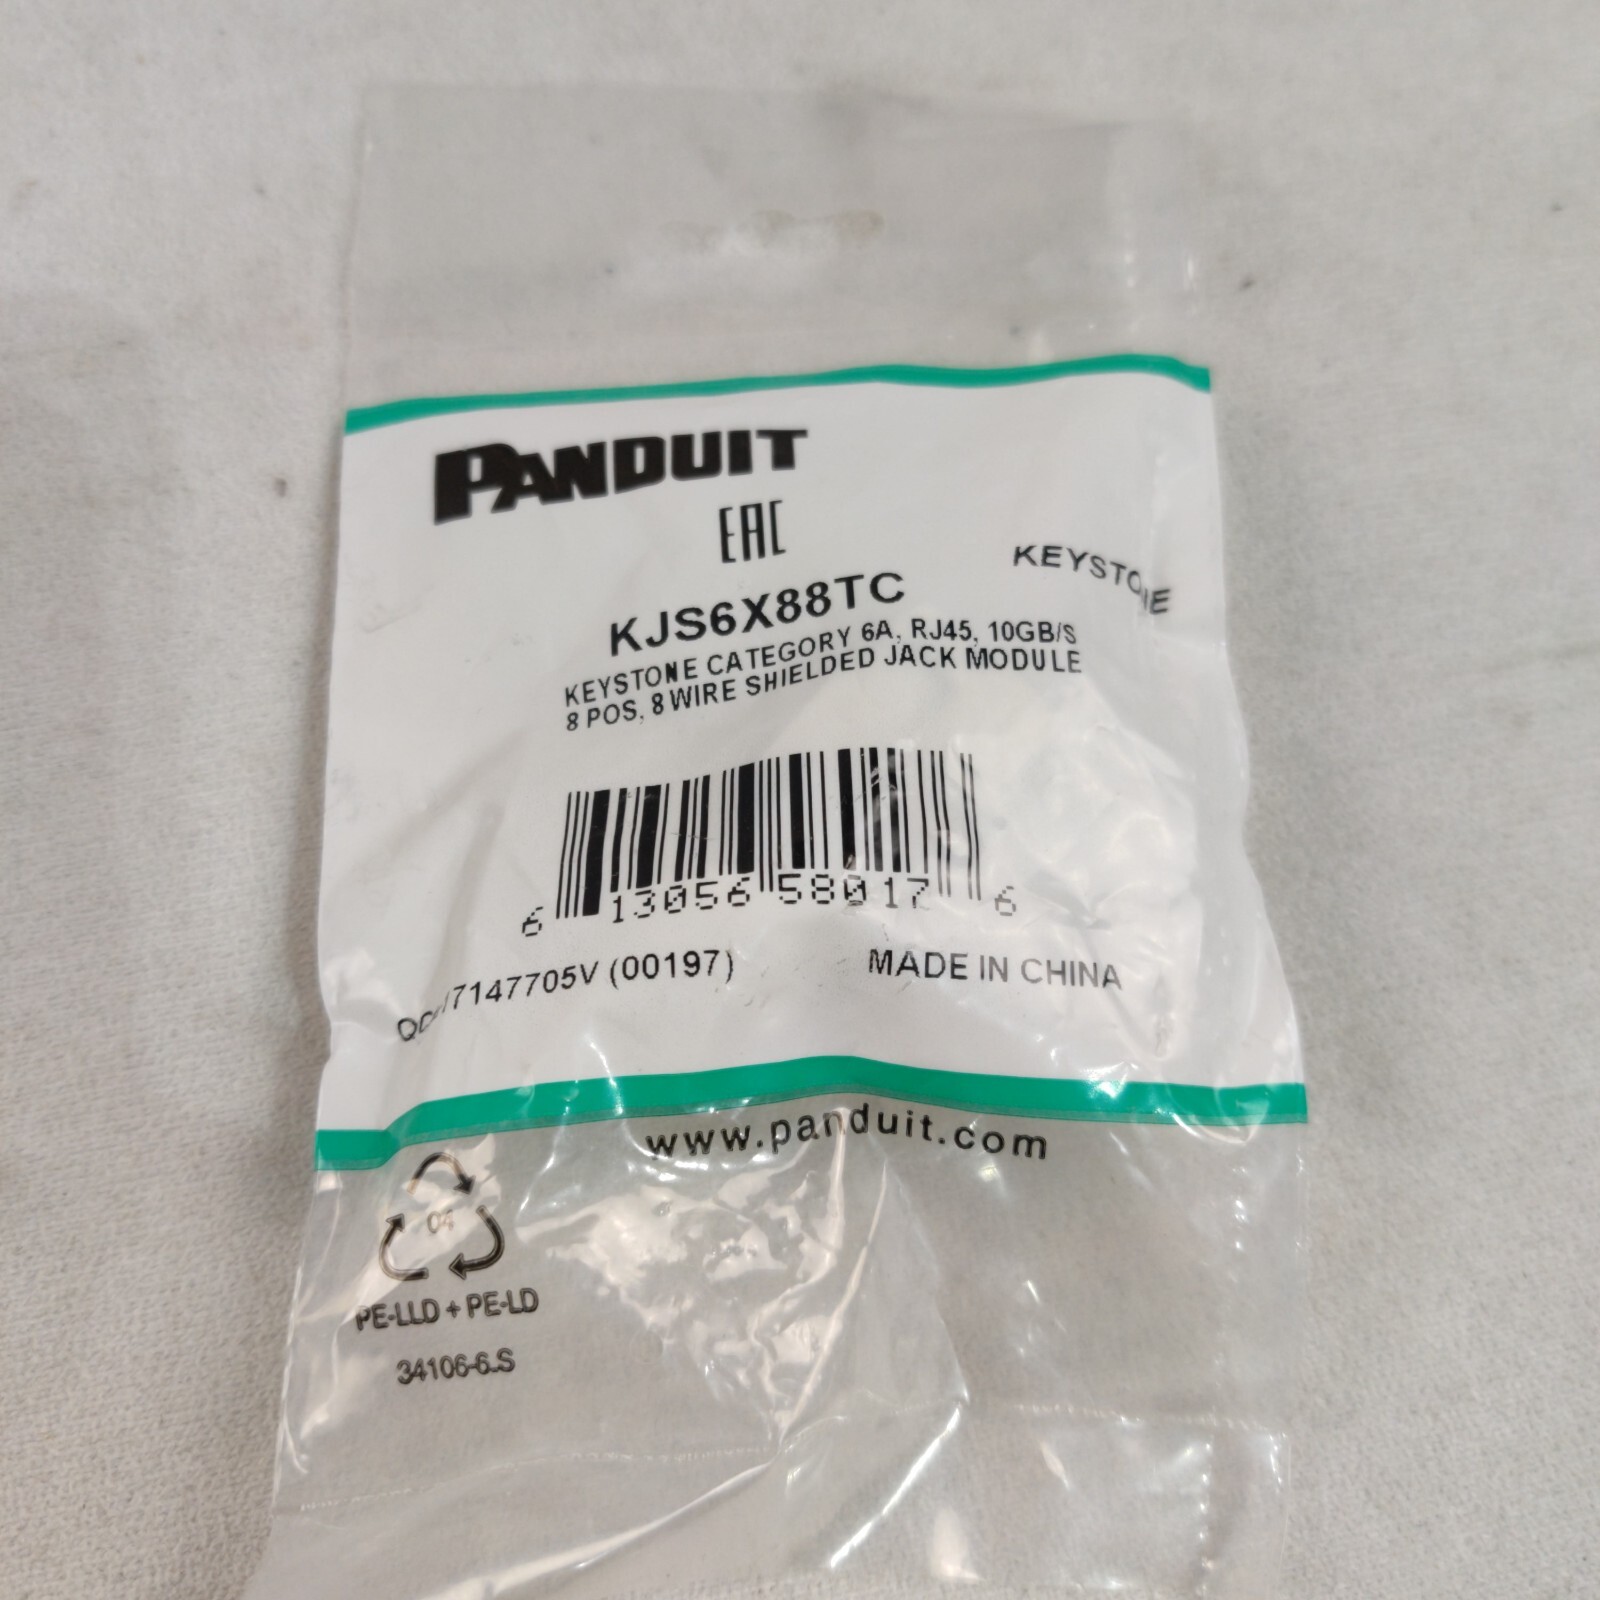 PANDUIT
EAC
KEYSTONE
KJS6X88TC
KEYSTONE CATEGORY 6A, RJ45, 10GB/S
8 POS, 8 WIRE SHIELDED JACK MODULE
6 13056 58017 6
(00197)
MADE IN CHINA
www.panduit.com
04
PE-LLD + PE-LD
34106-6.S